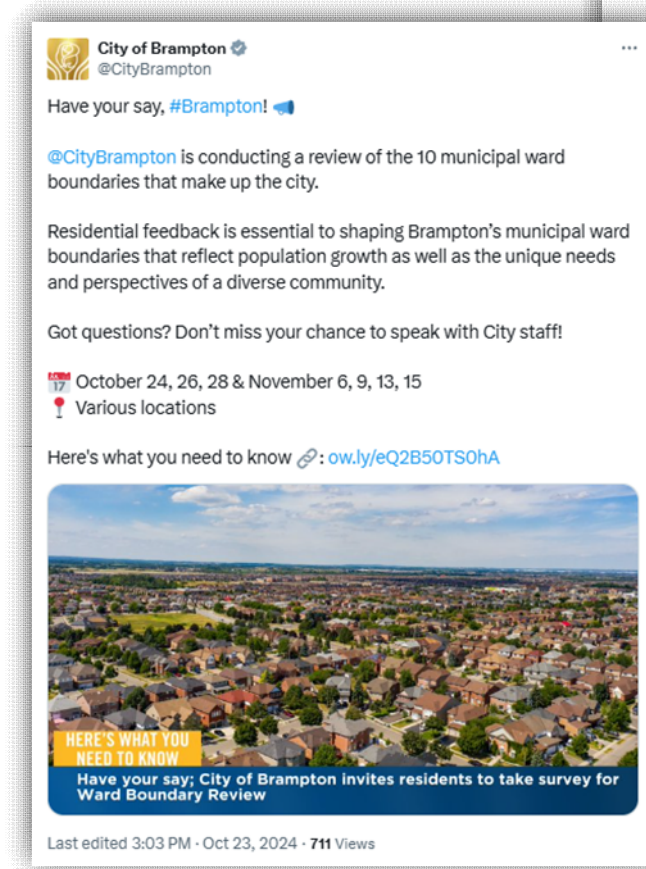 City of Brampton
@CityBrampton
Have your say, #Brampton!
@CityBrampton is conducting a review of the 10 municipal ward
boundaries that make up the city.
Residential feedback is essential to shaping Brampton's municipal ward
boundaries that reflect population growth as well as the unique needs
and perspectives of a diverse community.
Got questions? Don't miss your chance to speak with City staff!
October 24, 26, 28 & November 6, 9, 13, 15
Various locations
Here's what you need to know 🔗: ow.ly/eQ2B50TS0hA
HERE'S WHAT YOU
NEED TO KNOW
Have your say; City of Brampton invites residents to take survey for
Ward Boundary Review
Last edited 3:03 PM · Oct 23, 2024 · 711 Views